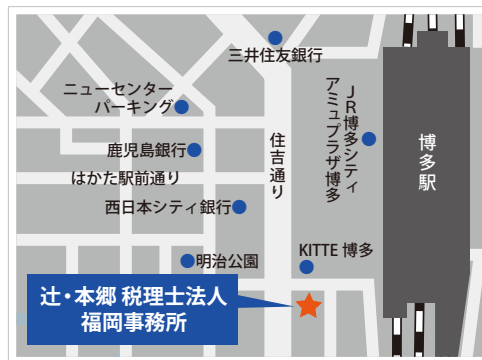 三井住友銀行
ニューセンター
パーキング
鹿児島銀行
はかた駅前通り
西日本シティ銀行
明治公園
住吉通り
JR博多シティ
アミュプラザ博多
博多駅
KITTE 博多
辻・本郷 税理士法人
福岡事務所